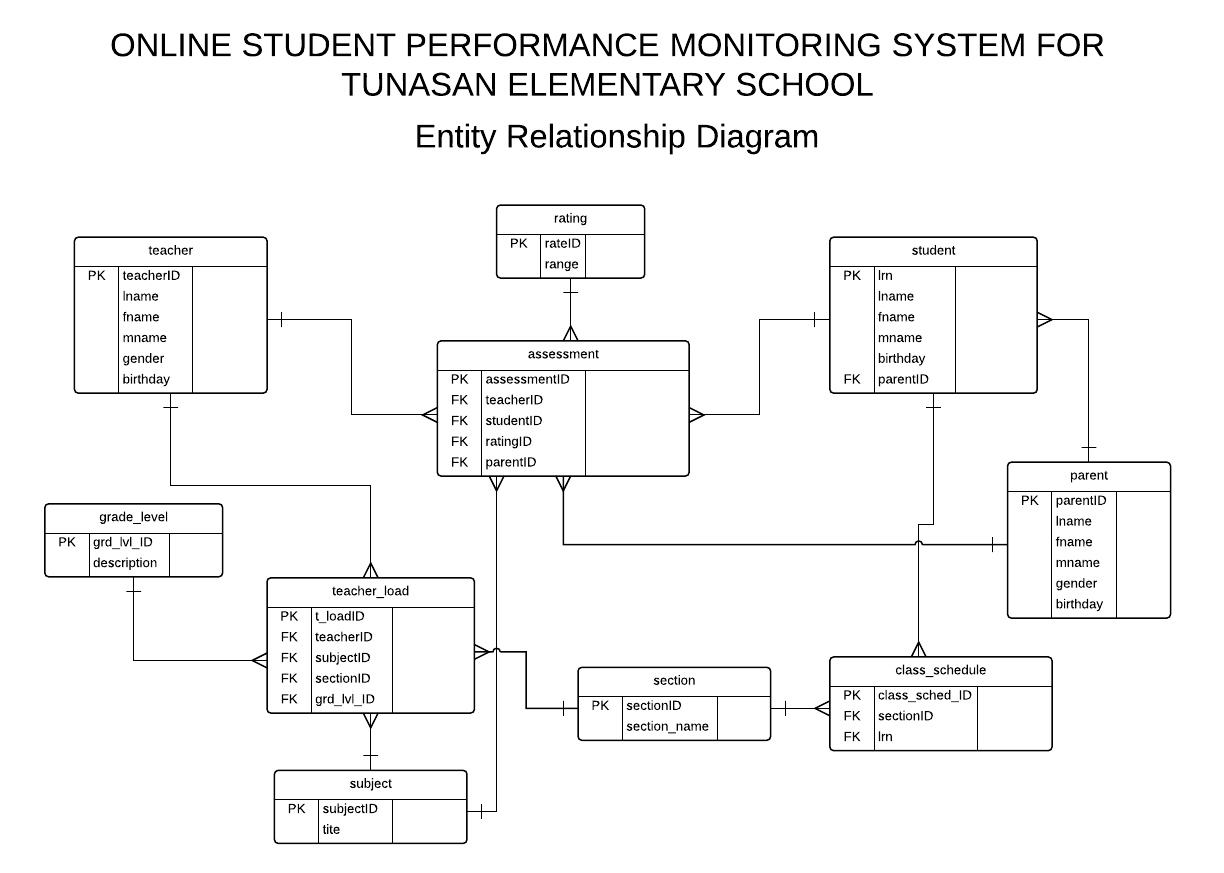 ONLINE STUDENT PERFORMANCE MONITORING SYSTEM FOR
TUNASAN ELEMENTARY SCHOOL
Entity Relationship Diagram
rating
PK rateID
range
teacher
PK teacherID
lname
fname
mname
gender
birthday
student
PK lrn
lname
fname
mname
birthday
FK parentID
assessment
PK assessmentID
FK teacherID
FK studentID
FK ratingID
FK parentID
parent
PK parentID
lname
fname
mname
gender
birthday
grade_level
PK grd_lvl_ID
description
teacher_load
PK t_loadID
FK teacherID
FK subjectID
FK sectionID
FK grd_lvl_ID
section
PK sectionID
section_name
class_schedule
PK class_sched_ID
FK sectionID
FK lrn
subject
PK subjectID
tite